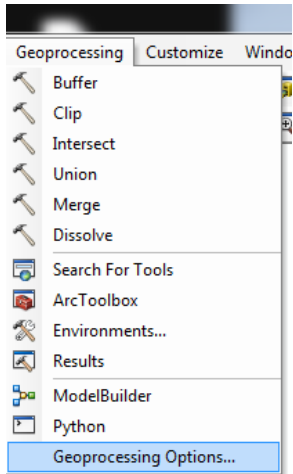 Geoprocessing Customize Windo
Buffer
Clip
Intersect
Union
Merge
Dissolve
Search For Tools
ArcToolbox
Environments...
Results
ModelBuilder
Python
Geoprocessing Options...